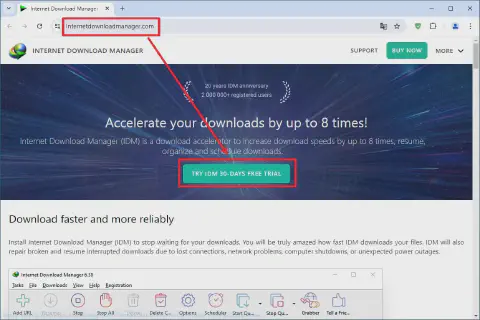 Internet Download Manager
internetdownloadmanager.com
INTERNET DOWNLOAD MANAGER
SUPPORT
BUY NOW
MORE
20 years IDM anniversary
2 000 000+ registered users
Accelerate your downloads by up to 8 times!
Internet Download Manager (IDM) is a download accelerator to increase download speeds by up to 8 times, resume,
organize and schedule downloads.
TRY IDM 30-DAYS FREE TRIAL
Download faster and more reliably
Install Internet Download Manager (IDM) to stop waiting for your downloads. You will be truly amazed how fast IDM downloads your files. IDM will also
repair broken and resume interrupted downloads due to lost connections, network problems, computer shutdowns, or unexpected power outages.
Tasks File Downloads View Help Registration
Add URL
Stop
Stop All
Delete
Delete C...
Options
Scheduler
Start Qu...
Stop Qu...
Grabber
Tell a Frie...